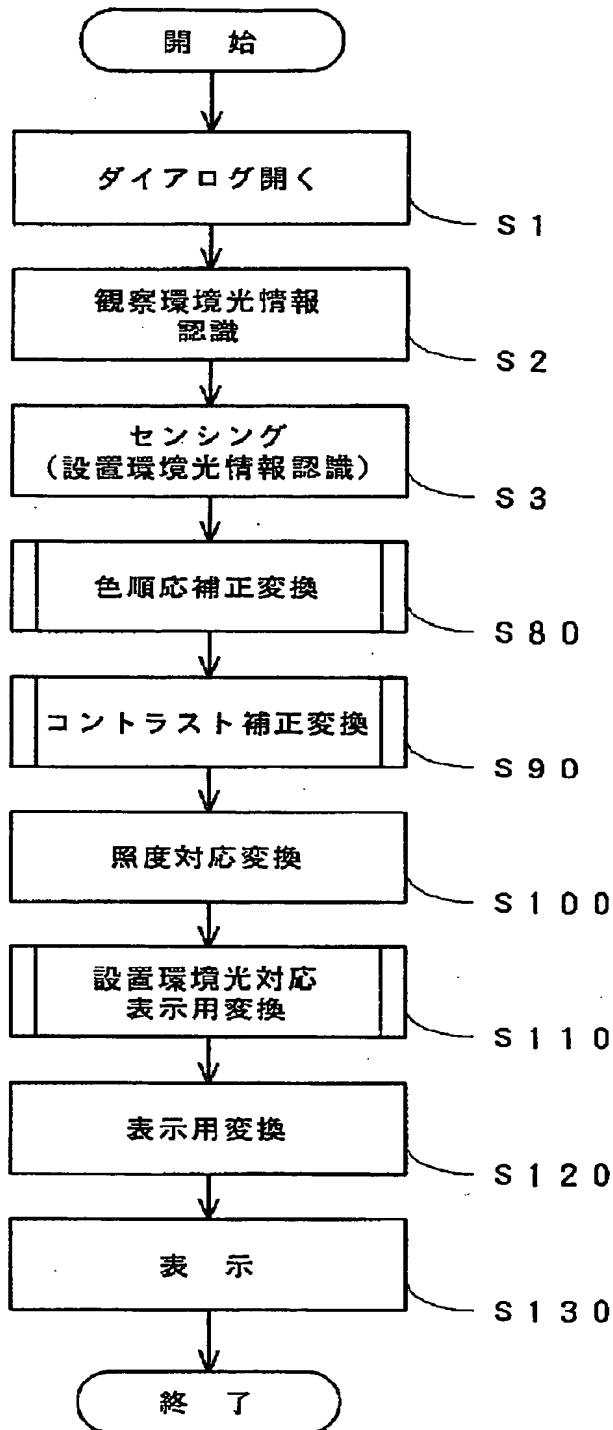 開 始
ダイアログ開く
S1
観察環境光情報
認識
S2
センシング
(設置環境光情報認識)
S3
色順応補正変換
S80
コントラスト補正変換
S90
照度対応変換
S100
設置環境光対応
表示用変換
S110
表示用変換
S120
表 示
S130
終 了